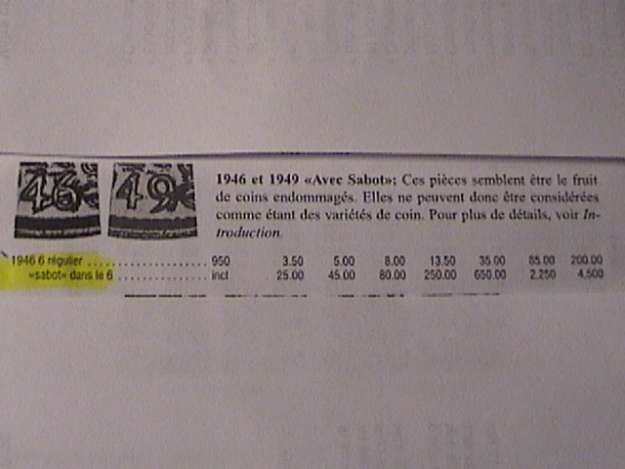 46 49
1946 et 1949 «Avec Sabot»: Ces pièces semblent être le fruit
de coins endommagés. Elles ne peuvent donc être considérées
comme étant des variétés de coin. Pour plus de détails, voir In-
troduction.
1946 6 régulier . . . . . . . . . . . . . . . . 950 3.50 5.00 8.00 13.50 35.00 85.00 200.00
«sabot» dans le 6 . . . . . . . . . . . . . incl 25.00 45.00 80.00 250.00 650.00 2,250 4,500